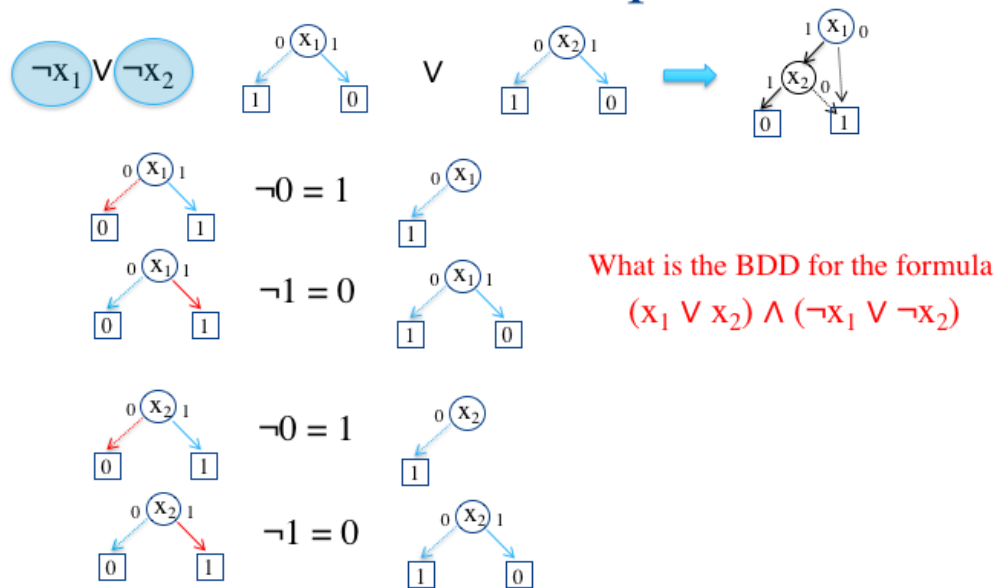 ¬x₁ V ¬x₂
0 x₁ 1
1 0
V
0 x₂ 1
1 0
1 x₁ 0
1 x₂ 0
0 1
0 x₁ 1
0 1
¬0 = 1
0 x₁
1
0 x₁ 1
0 1
¬1 = 0
0 x₁ 1
1 0
What is the BDD for the formula
(x₁ V x₂) Λ (¬x₁ V ¬x₂)
0 x₂ 1
0 1
¬0 = 1
0 x₂
1
0 x₂ 1
0 1
¬1 = 0
0 x₂ 1
1 0